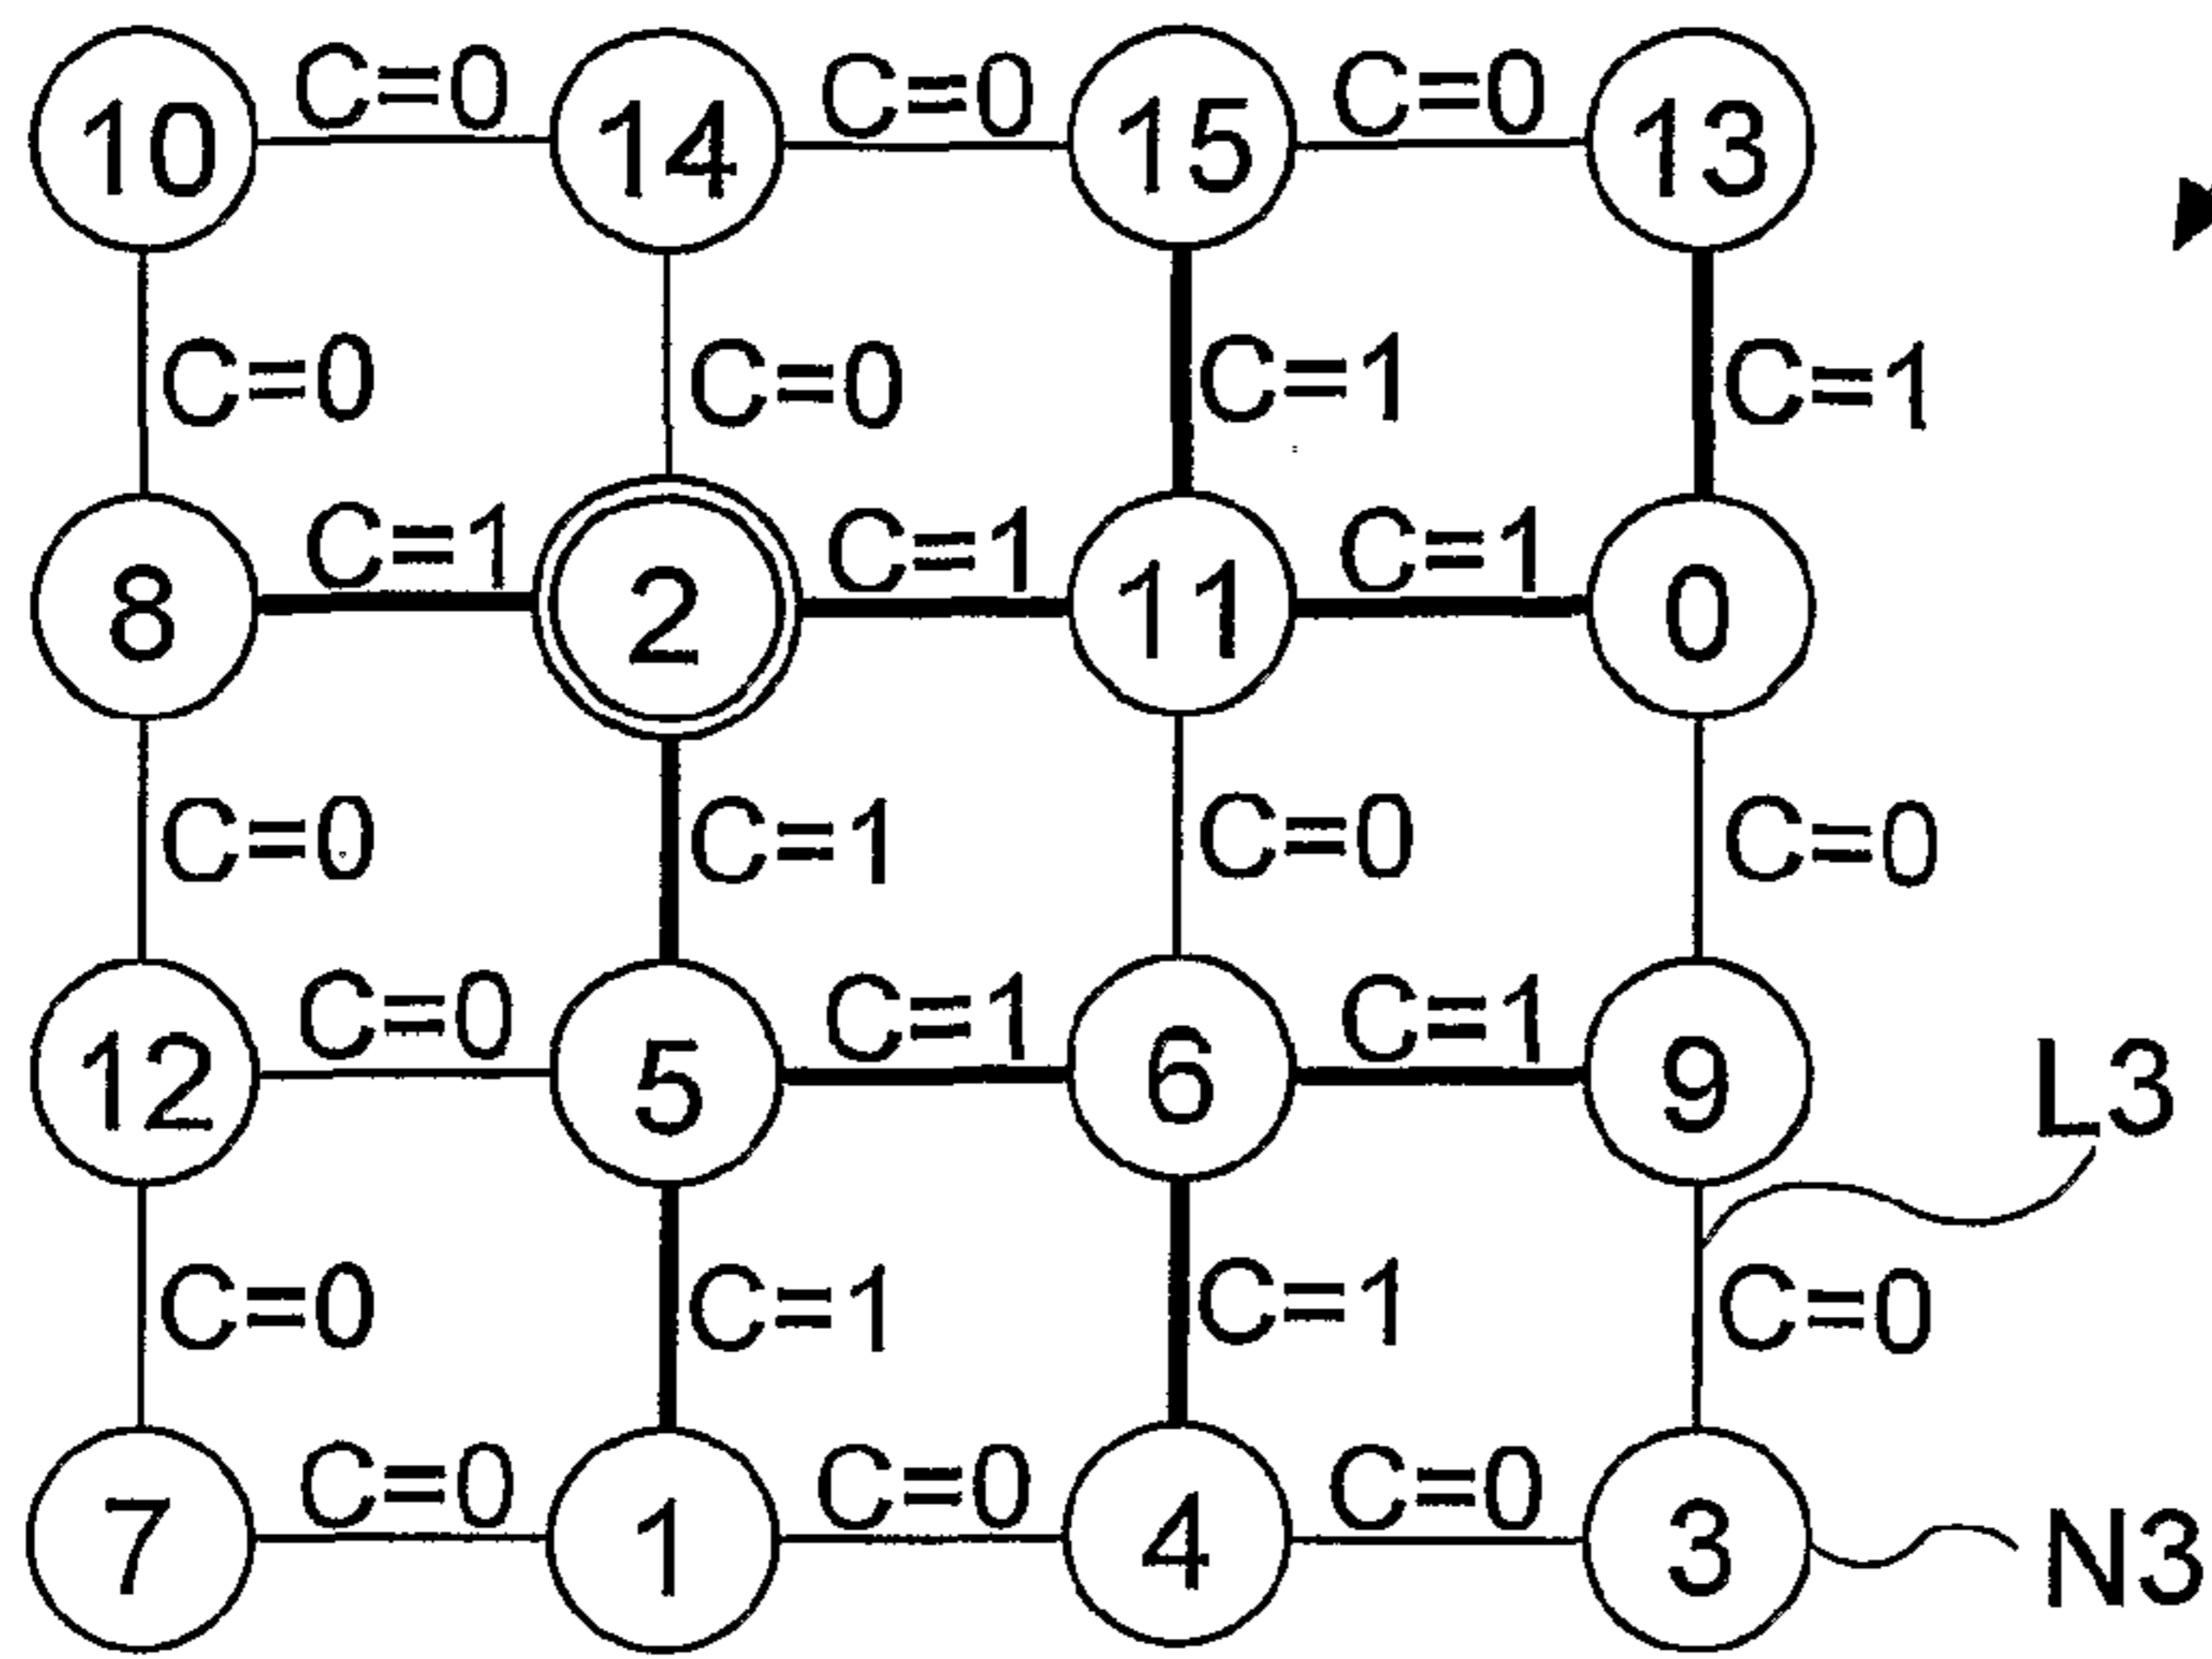 10 C=0 14 C=0 15 C=0 13
C=0 C=0 C=1 C=1
8 C=1 2 C=1 11 C=1 0
C=0 C=1 C=0 C=0
12 C=0 5 C=1 6 C=1 9
L3
C=0 C=1 C=1 C=0
7 C=0 1 C=0 4 C=0 3 N3